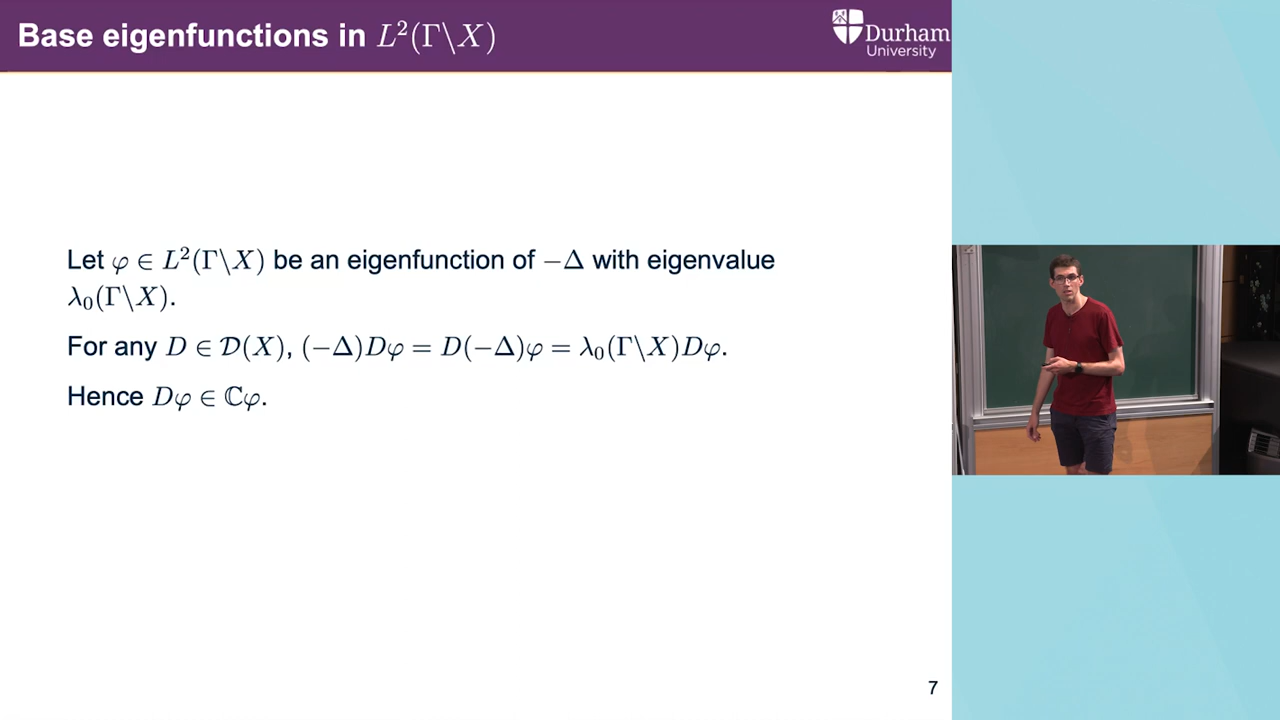 Base eigenfunctions in L²(Γ\X)
Durham
University
Let φ ∈ L²(Γ\X) be an eigenfunction of −Δ with eigenvalue
λ₀(Γ\X).
For any D ∈ 𝒟(X), (−Δ)Dφ = D(−Δ)φ = λ₀(Γ\X)Dφ.
Hence Dφ ∈ ℂφ.
7